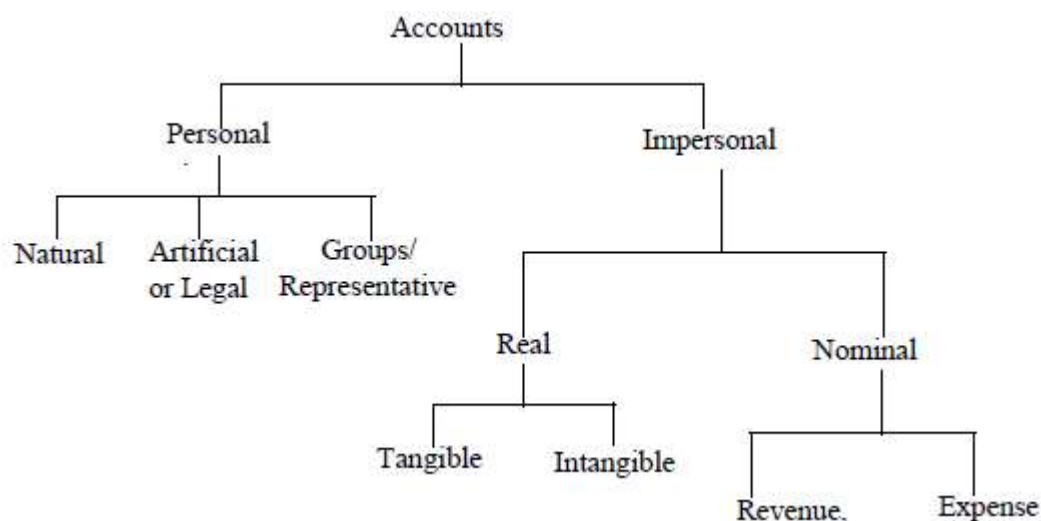 Accounts
Personal
Impersonal
Natural
Artificial
or Legal
Groups/
Representative
Real
Nominal
Tangible
Intangible
Revenue,
Expense